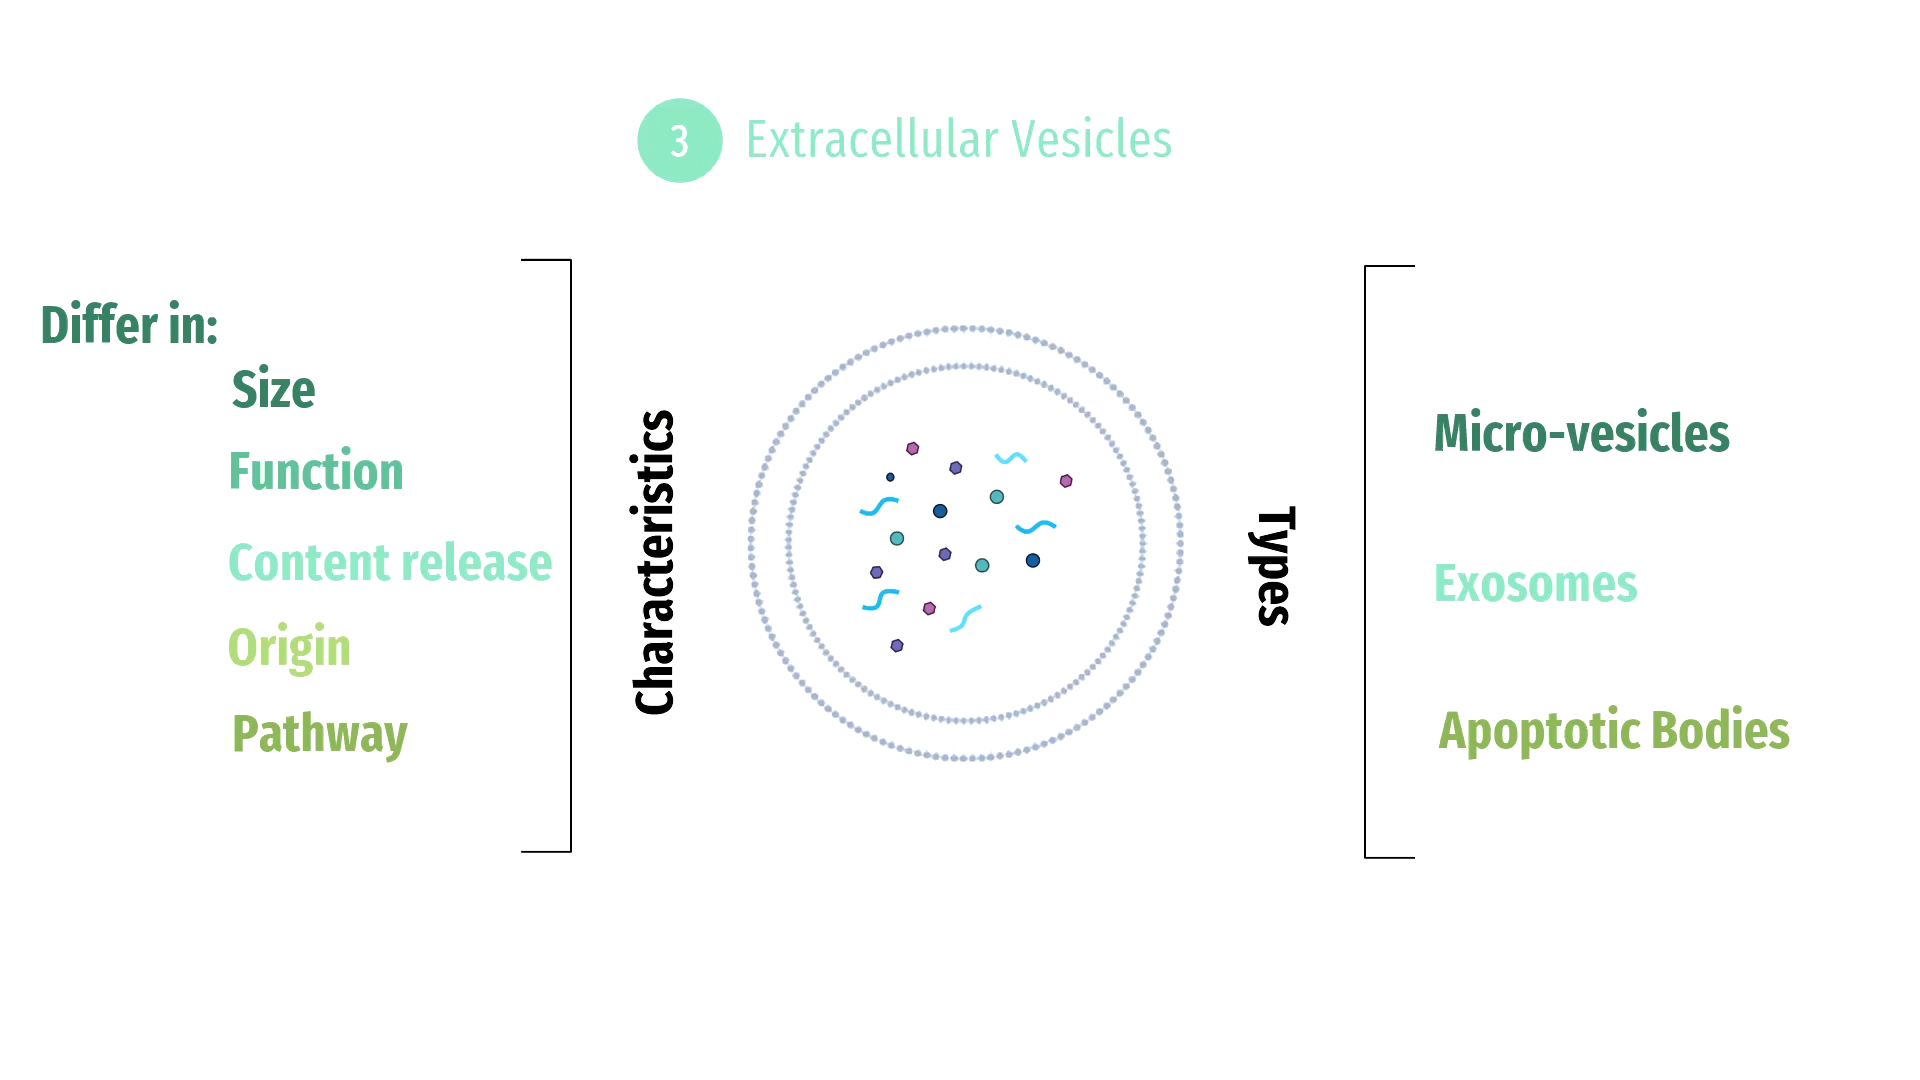 3 Extracellular Vesicles
Differ in:
Size
Function
Content release
Origin
Pathway
Characteristics
Types
Micro-vesicles
Exosomes
Apoptotic Bodies